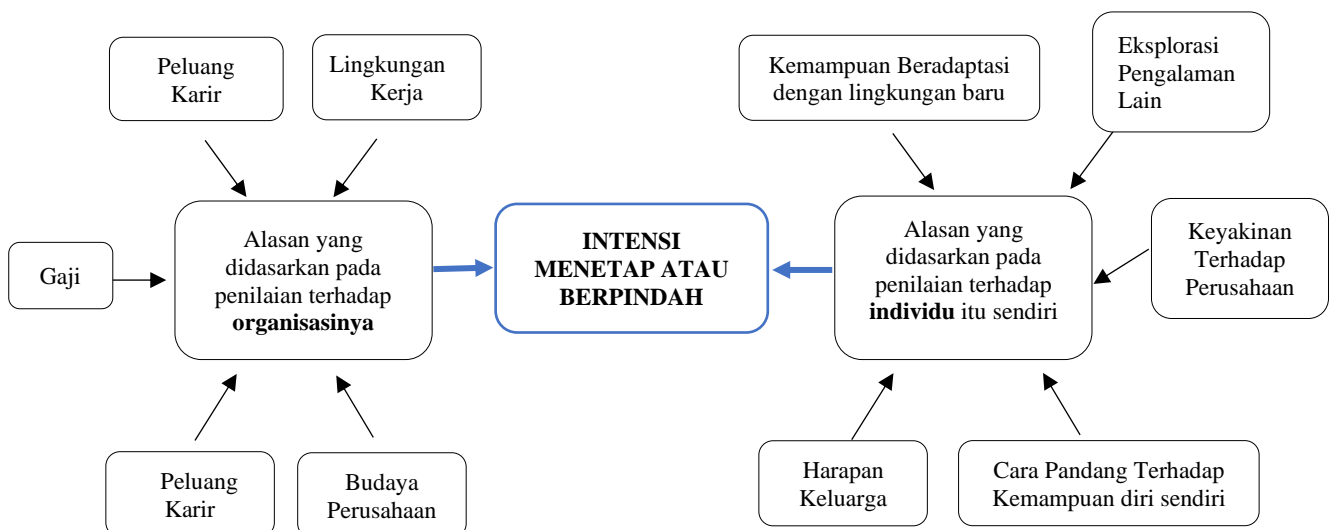 Peluang
Karir
Lingkungan
Kerja
Kemampuan Beradaptasi
dengan lingkungan baru
Eksplorasi
Pengalaman
Lain
Gaji
Alasan yang
didasarkan pada
penilaian terhadap
organisasinya
INTENSI
MENETAP ATAU
BERPINDAH
Alasan yang
didasarkan pada
penilaian terhadap
individu itu sendiri
Keyakinan
Terhadap
Perusahaan
Peluang
Karir
Budaya
Perusahaan
Harapan
Keluarga
Cara Pandang Terhadap
Kemampuan diri sendiri